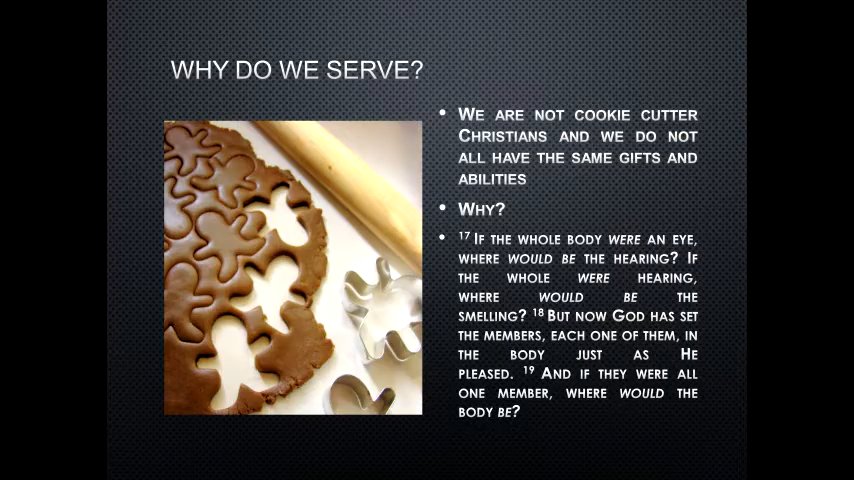 WHY DO WE SERVE?
• WE ARE NOT COOKIE CUTTER
CHRISTIANS AND WE DO NOT
ALL HAVE THE SAME GIFTS AND
ABILITIES
• WHY?
• 17 IF THE WHOLE BODY WERE AN EYE,
WHERE WOULD BE THE HEARING? IF
THE WHOLE WERE HEARING,
WHERE WOULD BE THE
SMELLING? 18 BUT NOW GOD HAS SET
THE MEMBERS, EACH ONE OF THEM, IN
THE BODY JUST AS HE
PLEASED. 19 AND IF THEY WERE ALL
ONE MEMBER, WHERE WOULD THE
BODY BE?